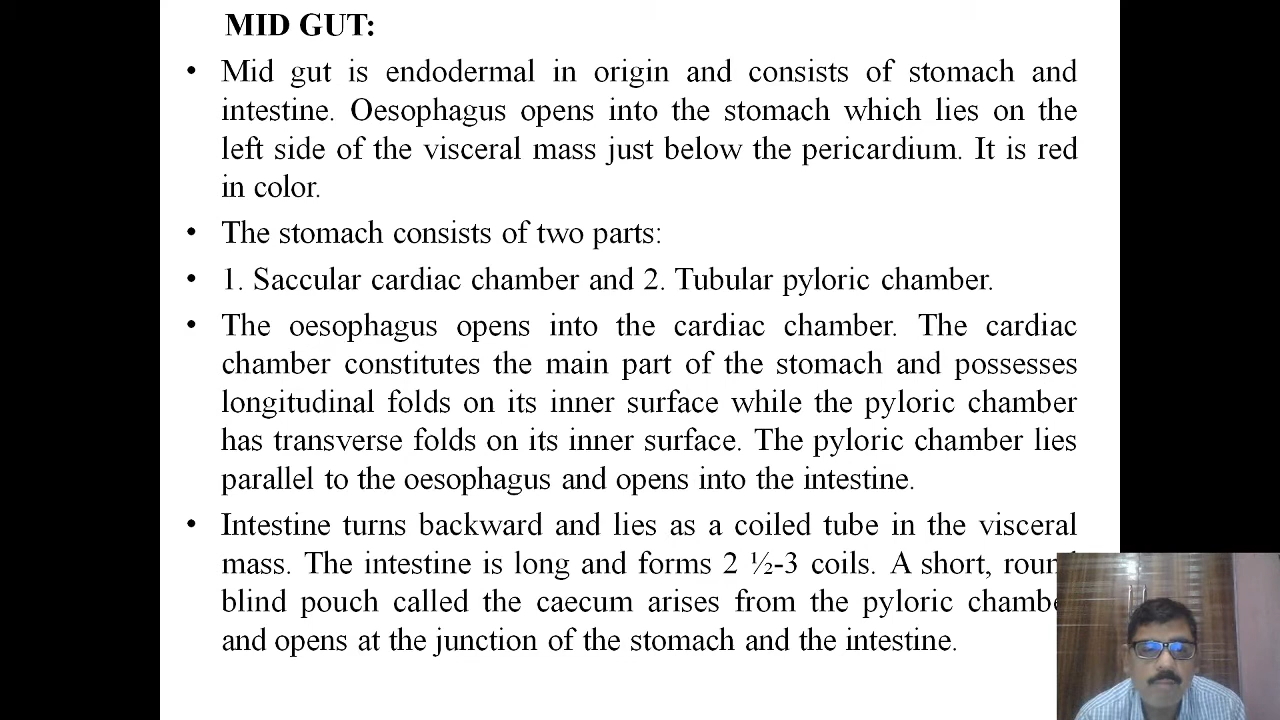 MID GUT:
• Mid gut is endodermal in origin and consists of stomach and
intestine. Oesophagus opens into the stomach which lies on the
left side of the visceral mass just below the pericardium. It is red
in color.
• The stomach consists of two parts:
• 1. Saccular cardiac chamber and 2. Tubular pyloric chamber.
• The oesophagus opens into the cardiac chamber. The cardiac
chamber constitutes the main part of the stomach and possesses
longitudinal folds on its inner surface while the pyloric chamber
has transverse folds on its inner surface. The pyloric chamber lies
parallel to the oesophagus and opens into the intestine.
• Intestine turns backward and lies as a coiled tube in the visceral
mass. The intestine is long and forms 2 ½-3 coils. A short, round
blind pouch called the caecum arises from the pyloric chamber
and opens at the junction of the stomach and the intestine.